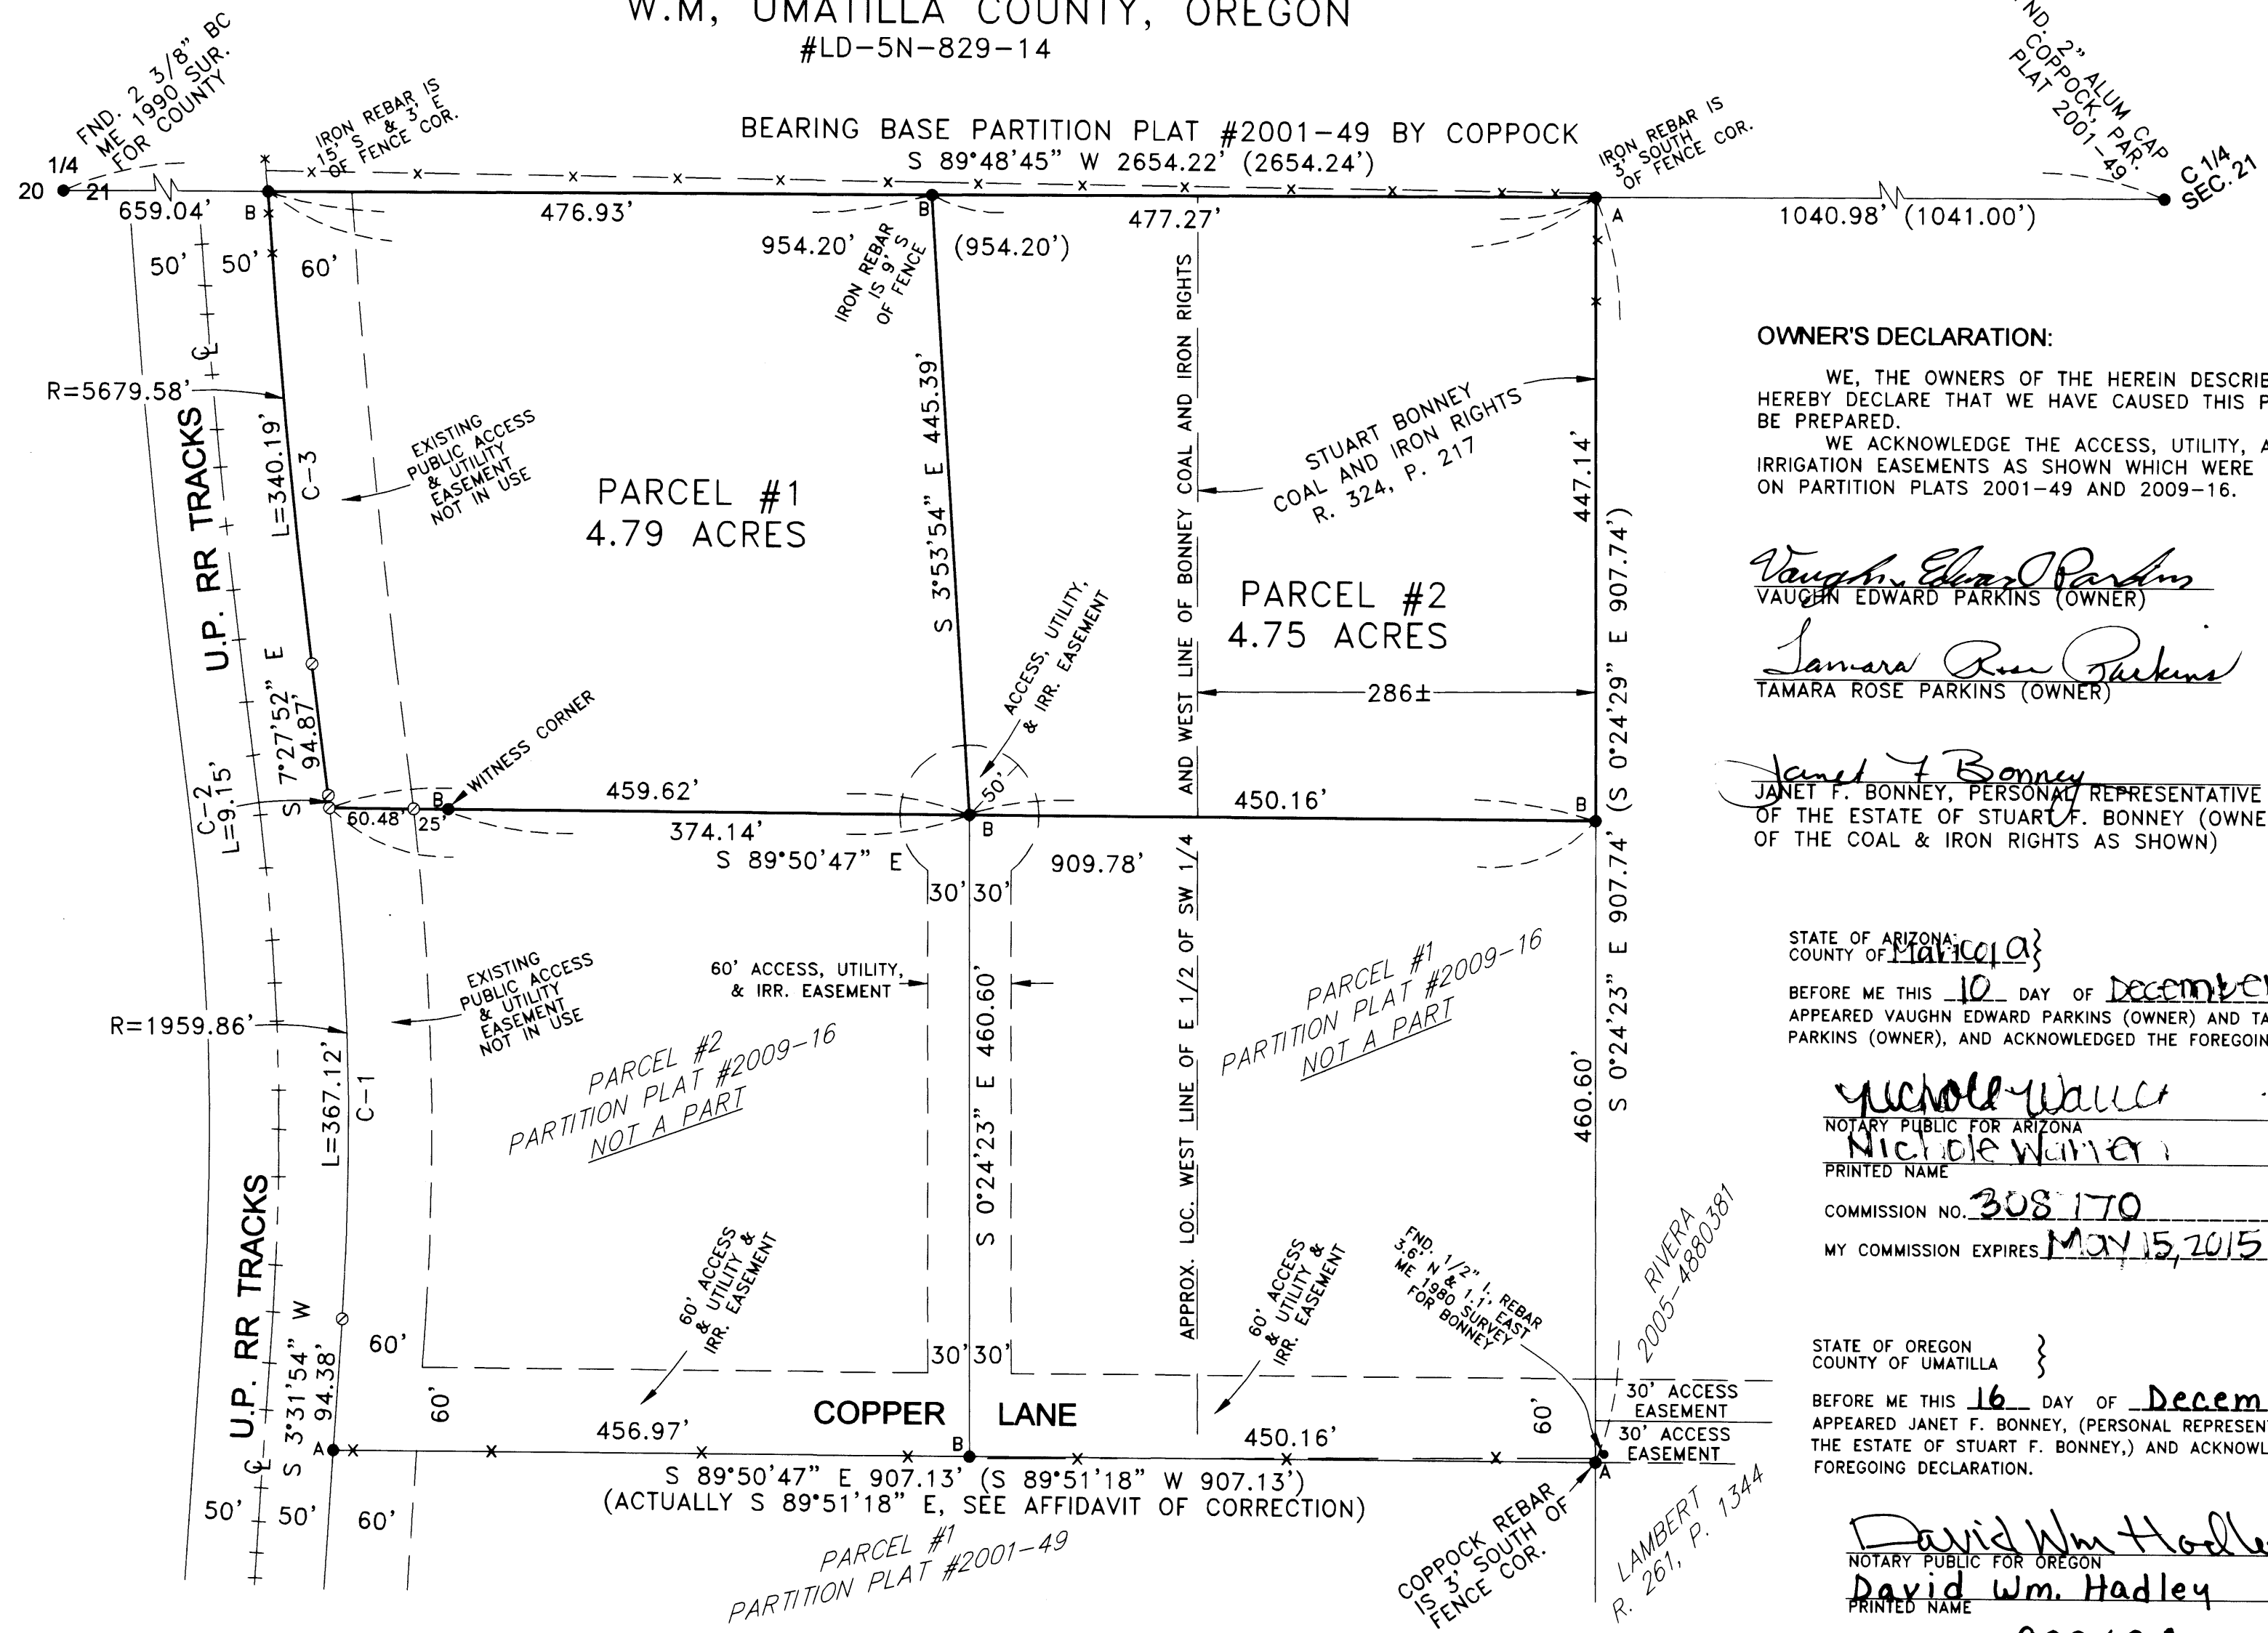 W.M, UMATILLA COUNTY, OREGON
#LD-5N-829-14
FND. 2 3/8" BC
ME 1990 SUR.
FOR COUNTY
1/4
20
21
IRON REBAR IS
15' S & 3' E
OF FENCE COR.
BEARING BASE PARTITION PLAT #2001-49 BY COPPOCK
S 89°48'45" W 2654.22' (2654.24')
IRON REBAR IS
3' SOUTH
OF FENCE COR.
FND. 2" ALUM CAP
COPPOCK, PAR.
PLAT 2001-49
C 1/4
SEC. 21
659.04'
B
476.93'
B
477.27'
A
1040.98' (1041.00')
50'
50'
60'
954.20'
(954.20')
IRON REBAR
IS 9' S
OF FENCE
R=5679.58'
U.P. RR TRACKS
L=340.19'
C-3
EXISTING
PUBLIC ACCESS
& UTILITY
EASEMENT
NOT IN USE
PARCEL #1
4.79 ACRES
S 3°53'54" E 445.39'
AND WEST LINE OF BONNEY COAL AND IRON RIGHTS
STUART BONNEY
COAL AND IRON RIGHTS
R. 324, P. 217
447.14'
PARCEL #2
4.75 ACRES
286±
S 0°24'23" E 907.74' (S 0°24'29" E 907.74')
ACCESS, UTILITY,
& IRR. EASEMENT
50'
S 7°27'52" E
94.87'
C-2
L=9.15'
WITNESS CORNER
B
60.48'
25'
459.62'
374.14'
S 89°50'47" E
909.78'
B
450.16'
B
30' 30'
R=1959.86'
L=367.12'
C-1
EXISTING
PUBLIC ACCESS
& UTILITY
EASEMENT
NOT IN USE
60' ACCESS, UTILITY,
& IRR. EASEMENT
PARCEL #2
PARTITION PLAT #2009-16
NOT A PART
S 0°24'23" E 460.60'
APPROX. LOC. WEST LINE OF E 1/2 OF SW 1/4
PARCEL #1
PARTITION PLAT #2009-16
NOT A PART
460.60'
U.P. RR TRACKS
S 3°31'54" W
94.38'
60'
60'
60' ACCESS
& UTILITY &
IRR. EASEMENT
30' 30'
60' ACCESS
& UTILITY &
IRR. EASEMENT
FND. 1/2" I. REBAR
3.6' N & 1.1' EAST
ME 1980 SURVEY
FOR BONNEY
RIVERA
2005-4880381
COPPER LANE
60'
30' ACCESS
EASEMENT
30' ACCESS
EASEMENT
A
456.97'
B
450.16'
A
S 89°50'47" E 907.13' (S 89°51'18" W 907.13')
(ACTUALLY S 89°51'18" E, SEE AFFIDAVIT OF CORRECTION)
50'
50'
60'
PARCEL #1
PARTITION PLAT #2001-49
COPPOCK REBAR
IS 3' SOUTH OF
FENCE COR.
LAMBERT
R. 261, P. 1344
OWNER'S DECLARATION:
WE, THE OWNERS OF THE HEREIN
HEREBY DECLARE THAT WE HAVE CAUSED THIS
BE PREPARED.
WE ACKNOWLEDGE THE ACCESS, UTILITY,
IRRIGATION EASEMENTS AS SHOWN WHICH WERE
ON PARTITION PLATS 2001-49 AND 2009-16.
Vaughn Edward Parkins
VAUGHN EDWARD PARKINS (OWNER)
Tamara Rose Parkins
TAMARA ROSE PARKINS (OWNER)
Janet F Bonney
JANET F. BONNEY, PERSONAL REPRESENTATIVE
OF THE ESTATE OF STUART F. BONNEY
OF THE COAL & IRON RIGHTS AS SHOWN)
STATE OF ARIZONA:
COUNTY OF Maricopa}
BEFORE ME THIS 10 DAY OF December
APPEARED VAUGHN EDWARD PARKINS (OWNER) AND
PARKINS (OWNER), AND ACKNOWLEDGED THE
NOTARY PUBLIC FOR ARIZONA
Nichole
PRINTED NAME
COMMISSION NO. 308170
MY COMMISSION EXPIRES May 15, 2015
STATE OF OREGON
COUNTY OF UMATILLA }
BEFORE ME THIS 16 DAY OF Decem
APPEARED JANET F. BONNEY, (PERSONAL
THE ESTATE OF STUART F. BONNEY,) AND
FOREGOING DECLARATION.
David Wm Hadle
NOTARY PUBLIC FOR OREGON
David Wm. Hadley
PRINTED NAME